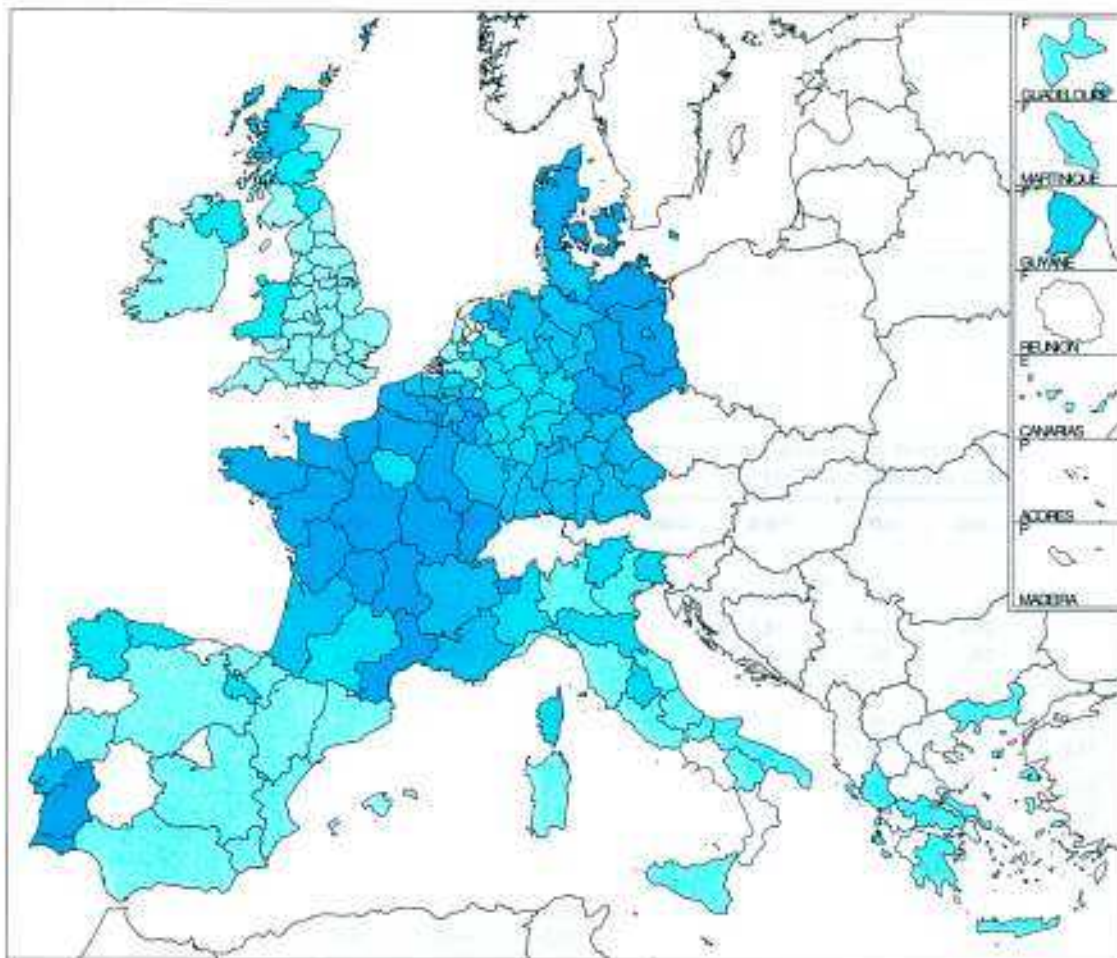 F
GUADELOUPE
F
MARTINIQUE
F
GUYANE
F
REUNION
E
CANARIAS
P
ACORES
P
MADEIRA